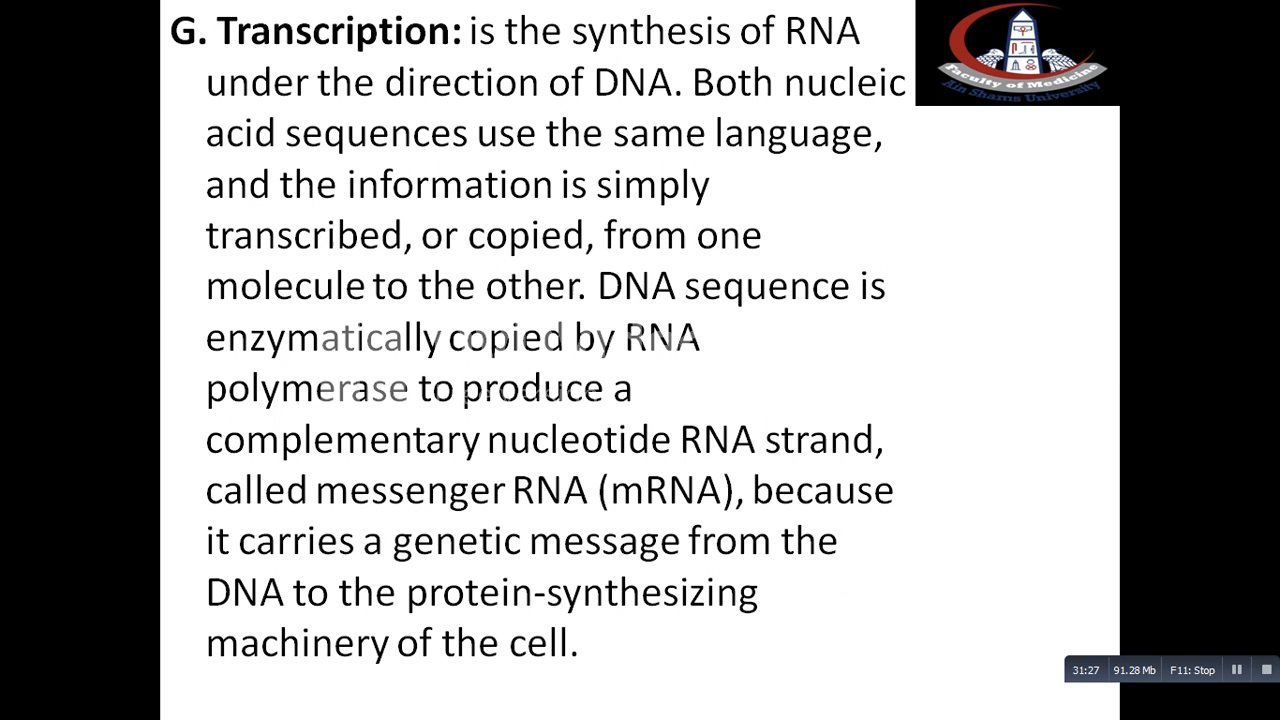 G. Transcription: is the synthesis of RNA
under the direction of DNA. Both nucleic
acid sequences use the same language,
and the information is simply
transcribed, or copied, from one
molecule to the other. DNA sequence is
enzymatically copied by RNA
polymerase to produce a
complementary nucleotide RNA strand,
called messenger RNA (mRNA), because
it carries a genetic message from the
DNA to the protein-synthesizing
machinery of the cell.
Faculty of Medicine
Ain Shams University
31:27 91.28 Mb F11: Stop